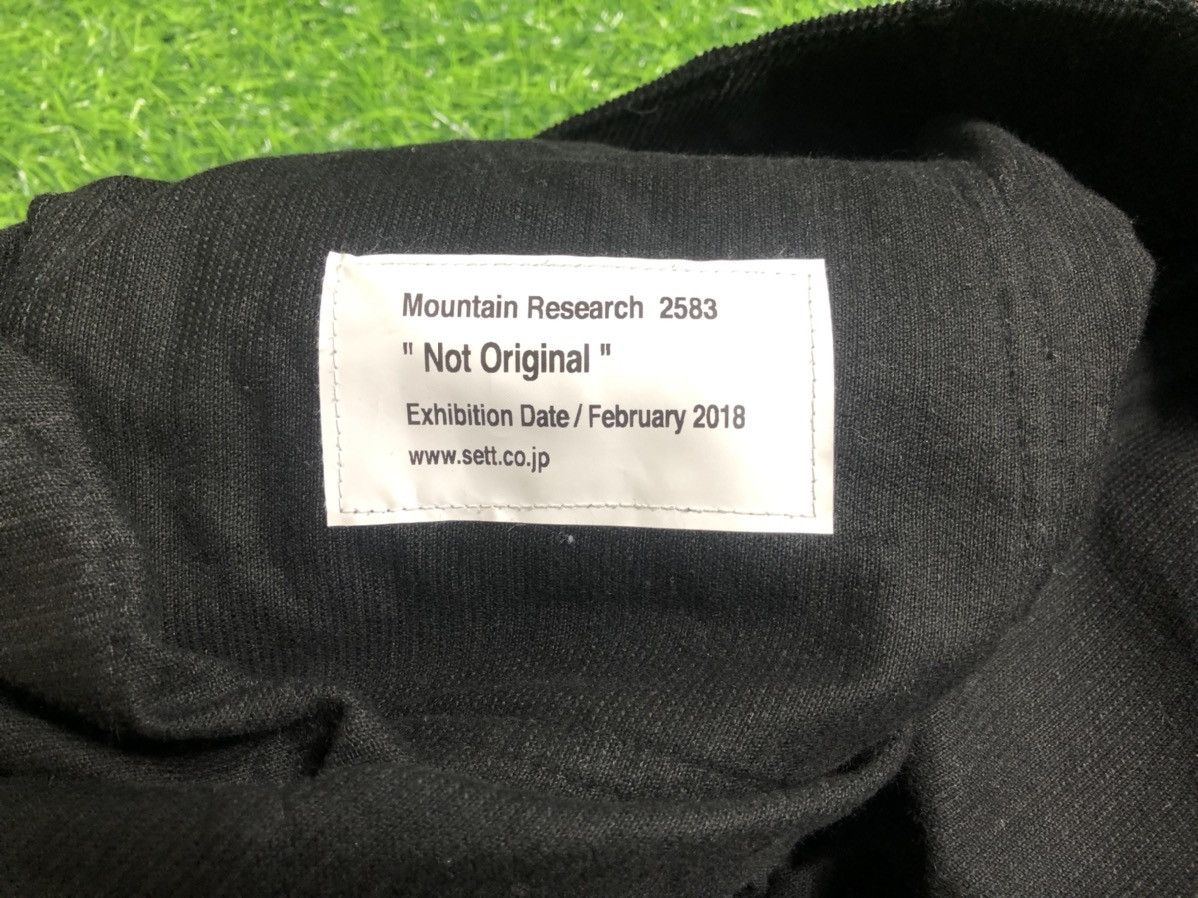 Mountain Research 2583
" Not Original "
Exhibition Date / February 2018
www.sett.co.jp